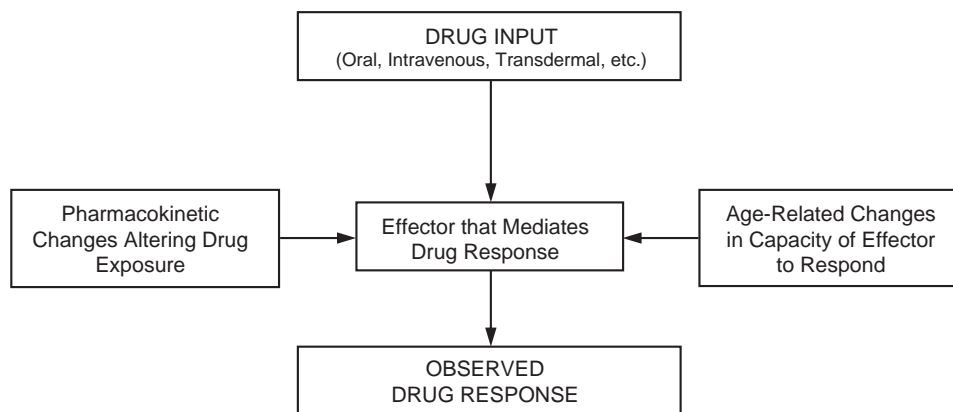 DRUG INPUT
(Oral, Intravenous, Transdermal, etc.)
Pharmacokinetic
Changes Altering Drug
Exposure
Effector that Mediates
Drug Response
Age-Related Changes
in Capacity of Effector
to Respond
OBSERVED
DRUG RESPONSE